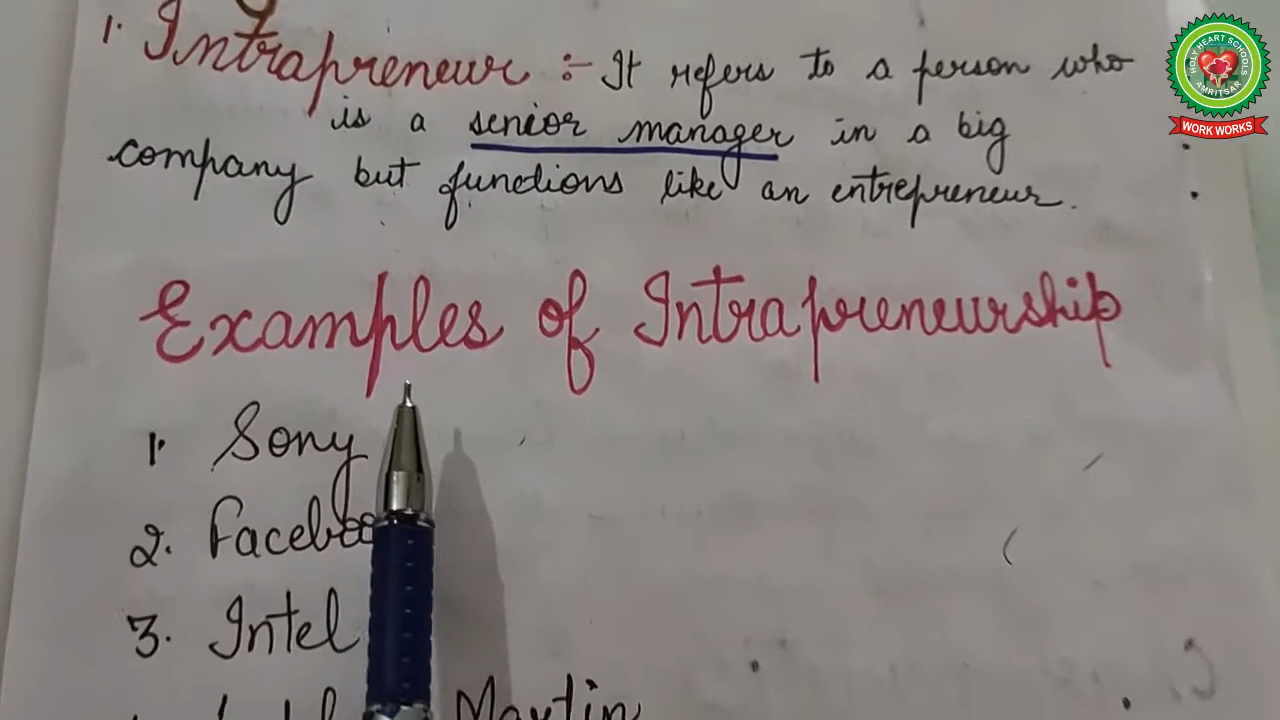 1. Intrapreneur :- It refers to a person who
is a senior manager in a big
company but functions like an entrepreneur.
Examples of Intrapreneurship
1. Sony
2. Faceboo
3. Intel
Martin
HOLY HEART SCHOOLS
AMRITSAR
WORK WORKS